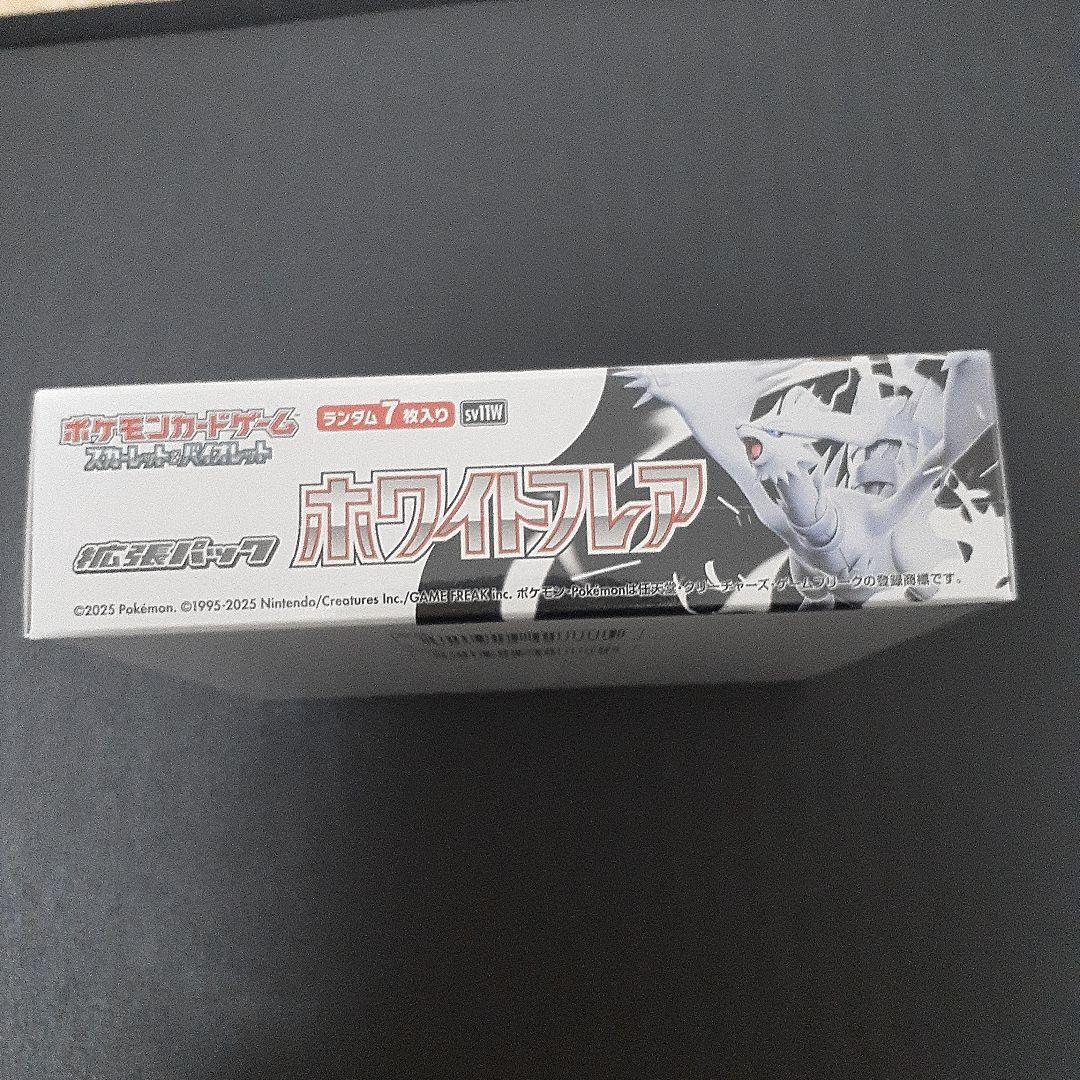 ポケモンカードゲーム
スカーレット&バイオレット
ランダム7枚入り
sv11W
拡張パック
ホワイトフレア
©2025 Pokémon. ©1995-2025 Nintendo/Creatures Inc./GAME FREAK inc. ポケモン・Pokémonは任天堂・クリーチャーズ・ゲームフリークの登録商標です。